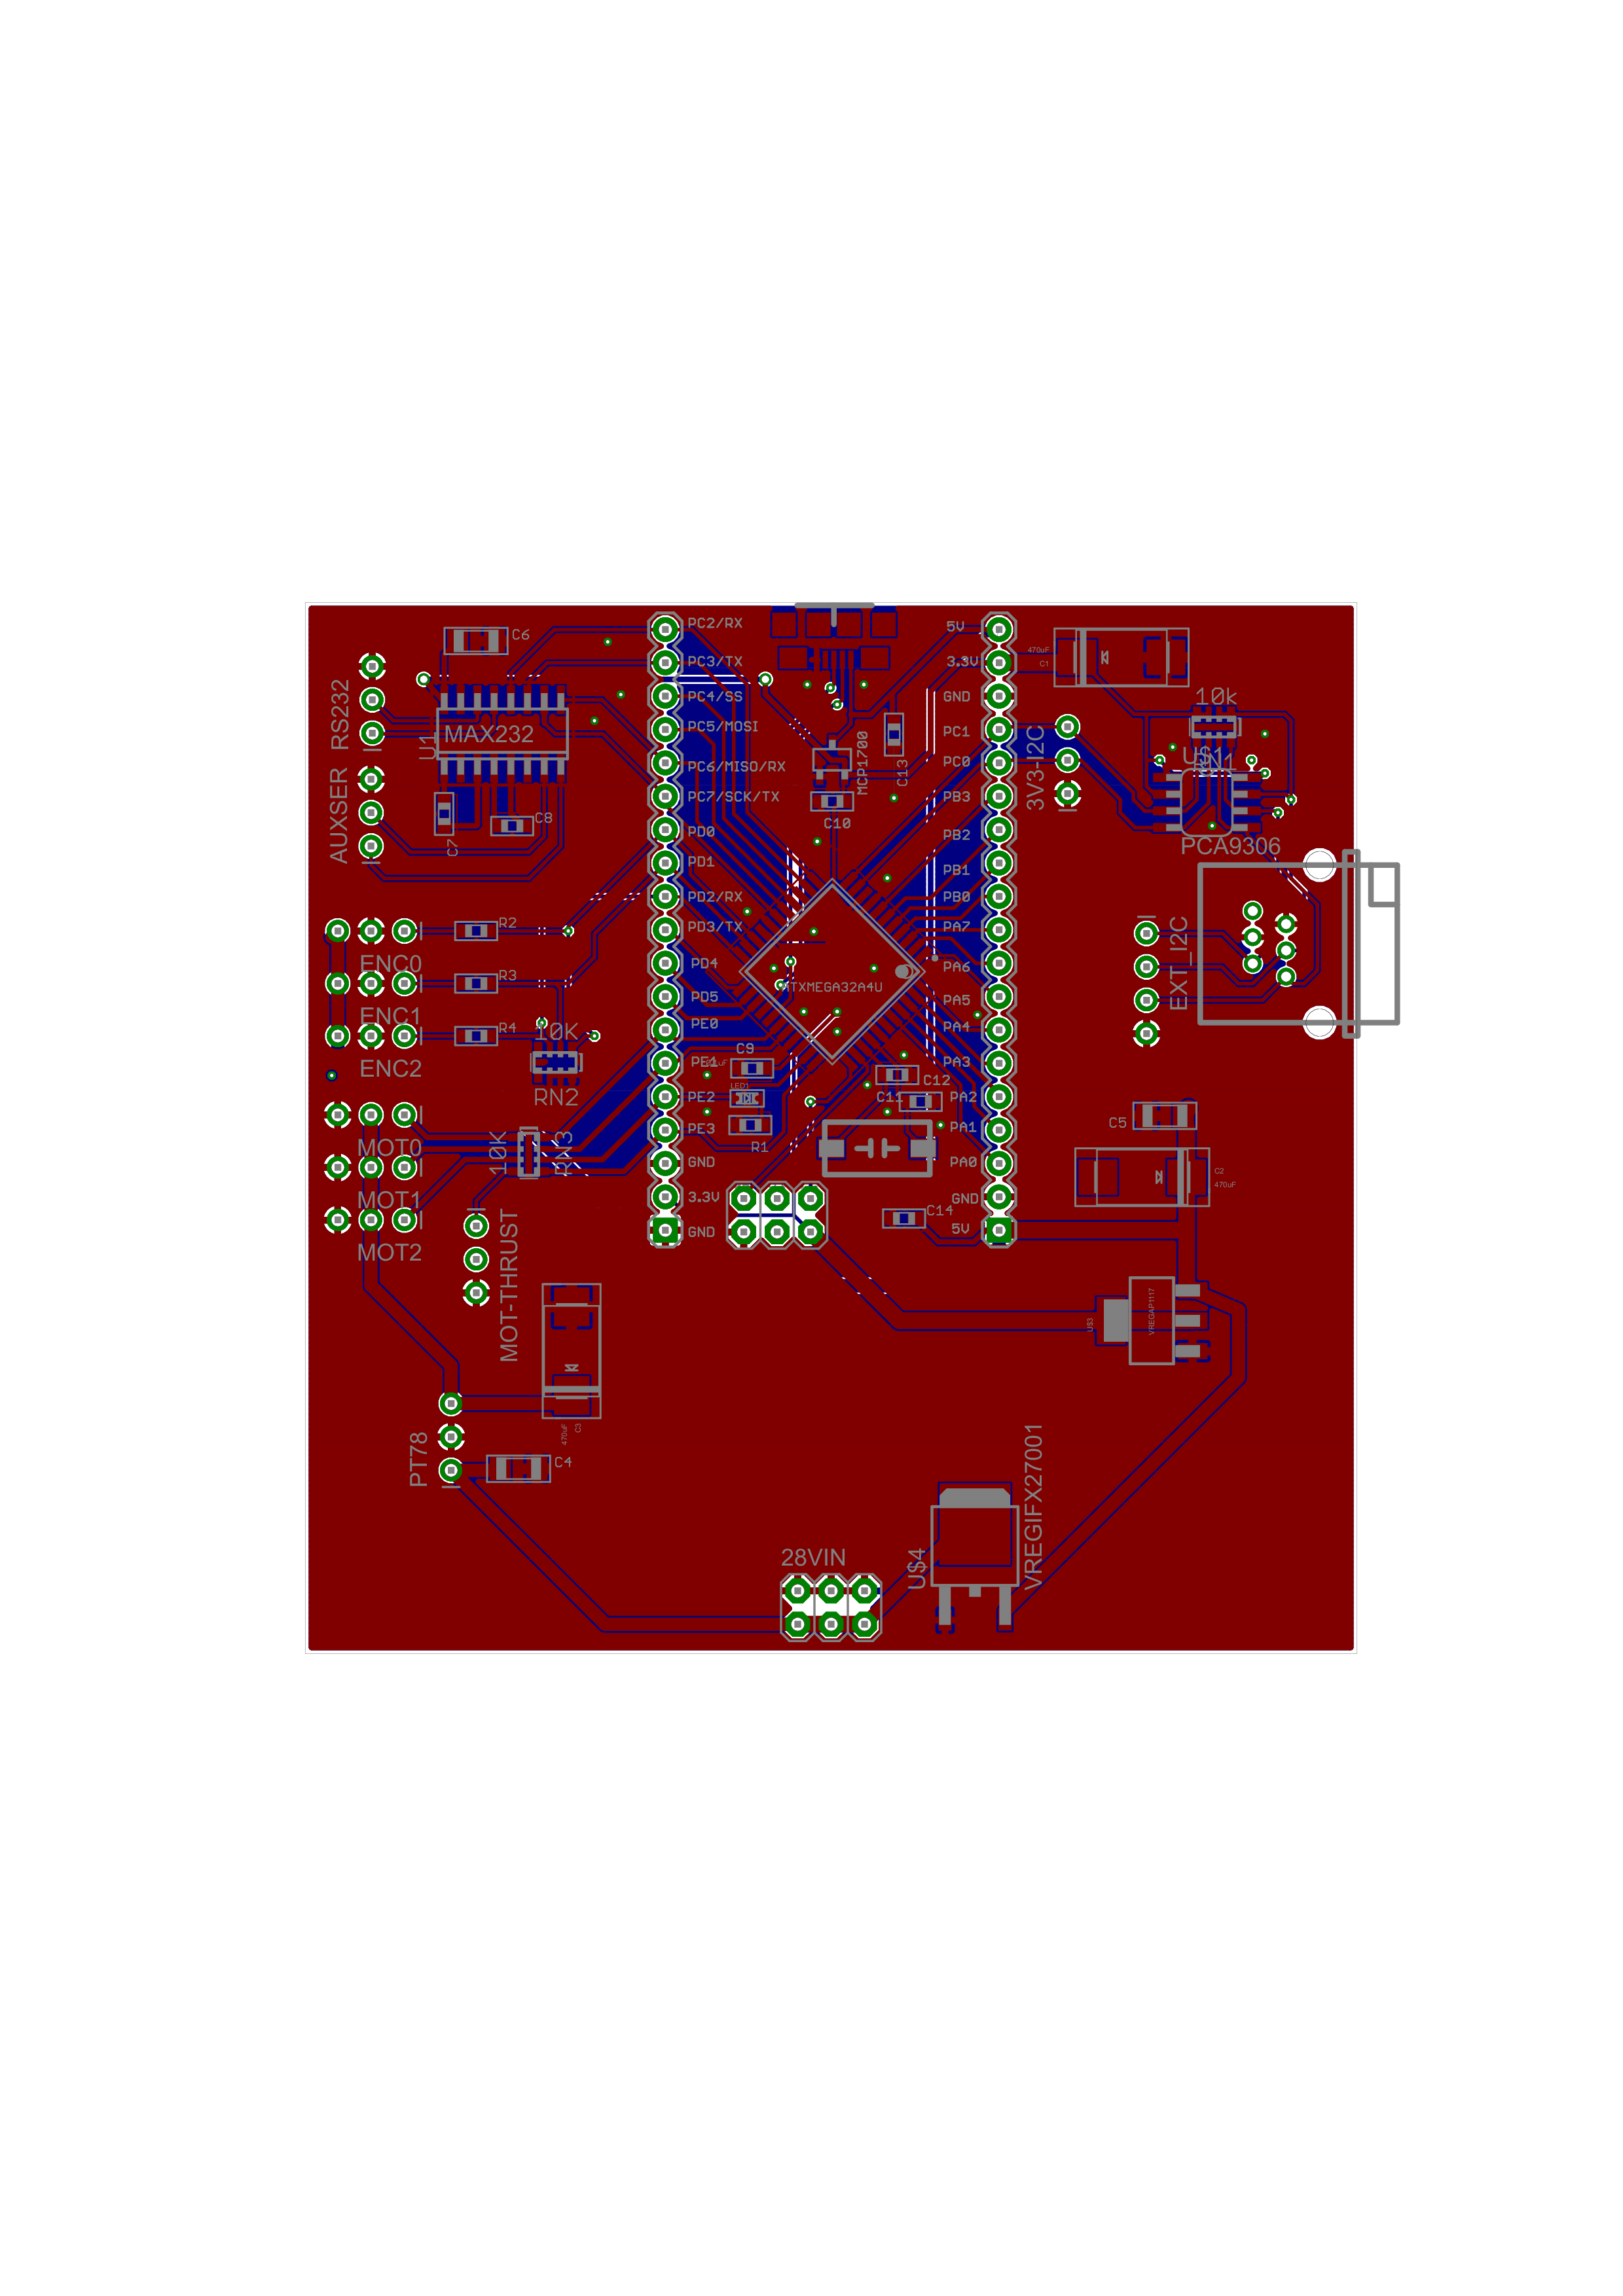 RS232
AUXSER
C6
U1
MAX232
C7
C8
R2
ENC0
R3
ENC1
R4
ENC2
10K
RN2
MOT0
MOT1
MOT2
10K
RN3
MOT-THRUST
470uF
C3
PT78
C4
PC2/RX
PC3/TX
PC4/SS
PC5/MOSI
PC6/MISO/RX
PC7/SCK/TX
PD0
PD1
PD2/RX
PD3/TX
PD4
PD5
PE0
PE1
PE2
PE3
GND
3.3V
GND
MCP1700
C13
C10
ATXMEGA32A4U
C9
LED1
R1
C12
C11
C14
5V
3.3V
GND
PC1
PC0
PB3
PB2
PB1
PB0
PA7
PA6
PA5
PA4
PA3
PA2
PA1
PA0
GND
5V
470uF
C1
3V3-I2C
10k
RN1
PCA9306
EXT_I2C
C5
C2
470uF
U$3
VREGAP1117
28VIN
U$4
VREGIFX27001